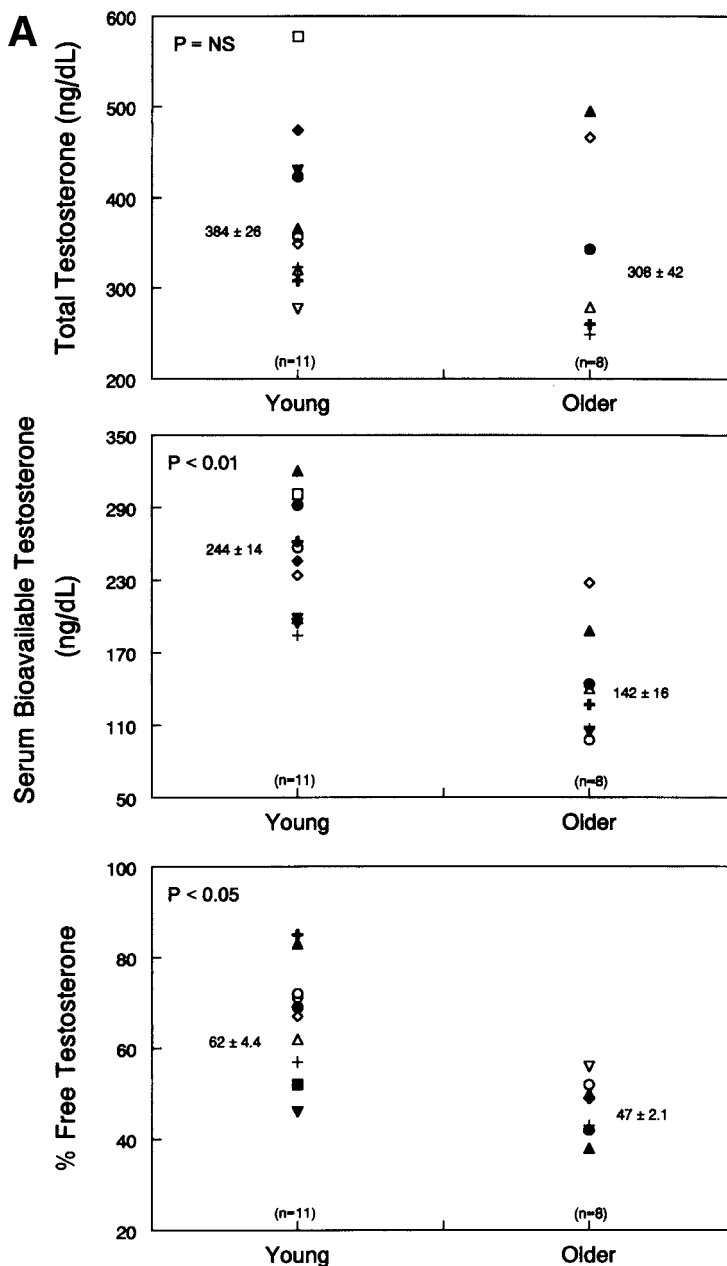 A
Total Testosterone (ng/dL)
600
500
400
300
200
P = NS
384 ± 26
308 ± 42
(n=11)
(n=8)
Young
Older
Serum Bioavailable Testosterone
(ng/dL)
350
290
230
170
110
50
P < 0.01
244 ± 14
142 ± 16
(n=11)
(n=8)
Young
Older
% Free Testosterone
100
80
60
40
20
P < 0.05
62 ± 4.4
47 ± 2.1
(n=11)
(n=8)
Young
Older